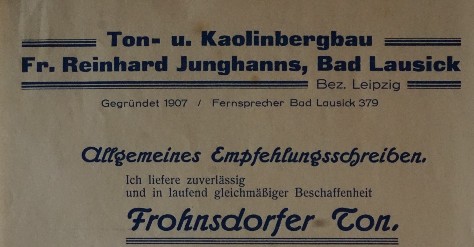 Ton- u. Kaolinbergbau
Fr. Reinhard Junghanns, Bad Lausick
Bez. Leipzig
Gegründet 1907 / Fernsprecher Bad Lausick 379
Allgemeines Empfehlungsschreiben.
Ich liefere zuverlässig
und in laufend gleichmäßiger Beschaffenheit
Frohnsdorfer Ton.